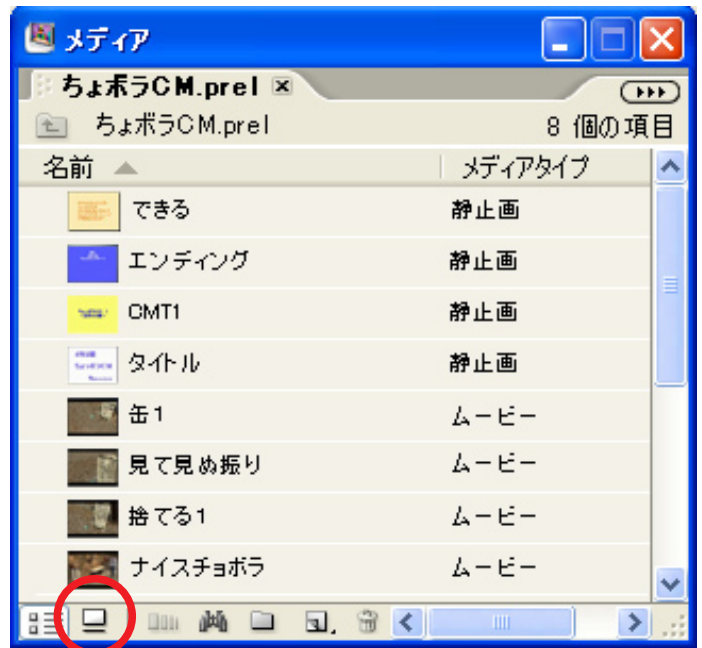 メディア
ちょボラCM.prel
ちょボラCM.prel 8 個の項目
名前 メディアタイプ
できる 静止画
エンディング 静止画
CMT1 静止画
タイトル 静止画
缶1 ムービー
見て見ぬ振り ムービー
捨てる1 ムービー
ナイスチョボラ ムービー